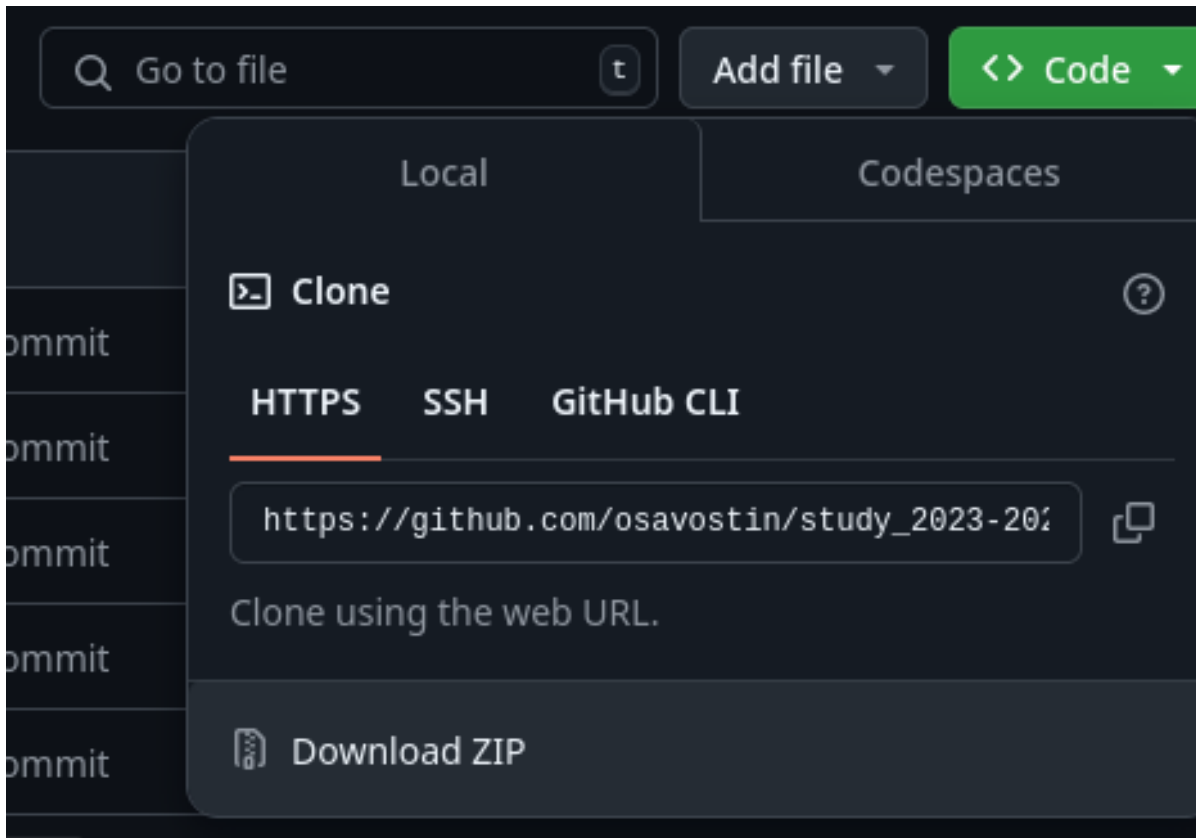 Go to file t Add file Code
Local Codespaces
Clone
HTTPS SSH GitHub CLI
https://github.com/osavostin/study_2023-202
Clone using the web URL.
Download ZIP
ommit
ommit
ommit
ommit
ommit